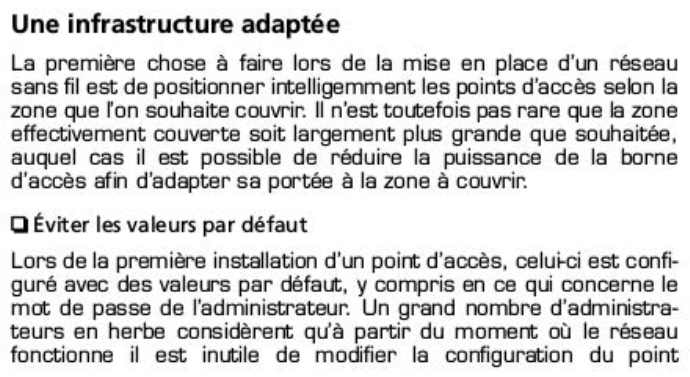 Une infrastructure adaptée
La première chose à faire lors de la mise en place d'un réseau
sans fil est de positionner intelligemment les points d'accès selon la
zone que l'on souhaite couvrir. Il n'est toutefois pas rare que la zone
effectivement couverte soit largement plus grande que souhaitée,
auquel cas il est possible de réduire la puissance de la borne
d'accès afin d'adapter sa portée à la zone à couvrir.
❑ Éviter les valeurs par défaut
Lors de la première installation d'un point d'accès, celui-ci est confi-
guré avec des valeurs par défaut, y compris en ce qui concerne le
mot de passe de l'administrateur. Un grand nombre d'administra-
teurs en herbe considèrent qu'à partir du moment où le réseau
fonctionne il est inutile de modifier la configuration du point